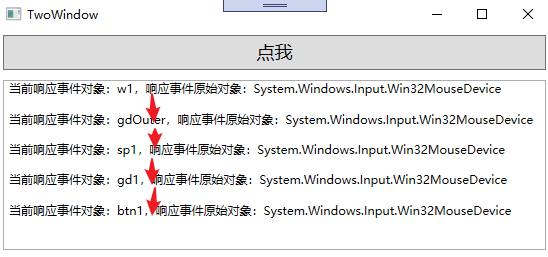 TwoWindow
点我
当前响应事件对象：w1，响应事件原始对象：System.Windows.Input.Win32MouseDevice
当前响应事件对象：gdOuter，响应事件原始对象：System.Windows.Input.Win32MouseDevice
当前响应事件对象：sp1，响应事件原始对象：System.Windows.Input.Win32MouseDevice
当前响应事件对象：gd1，响应事件原始对象：System.Windows.Input.Win32MouseDevice
当前响应事件对象：btn1，响应事件原始对象：System.Windows.Input.Win32MouseDevice